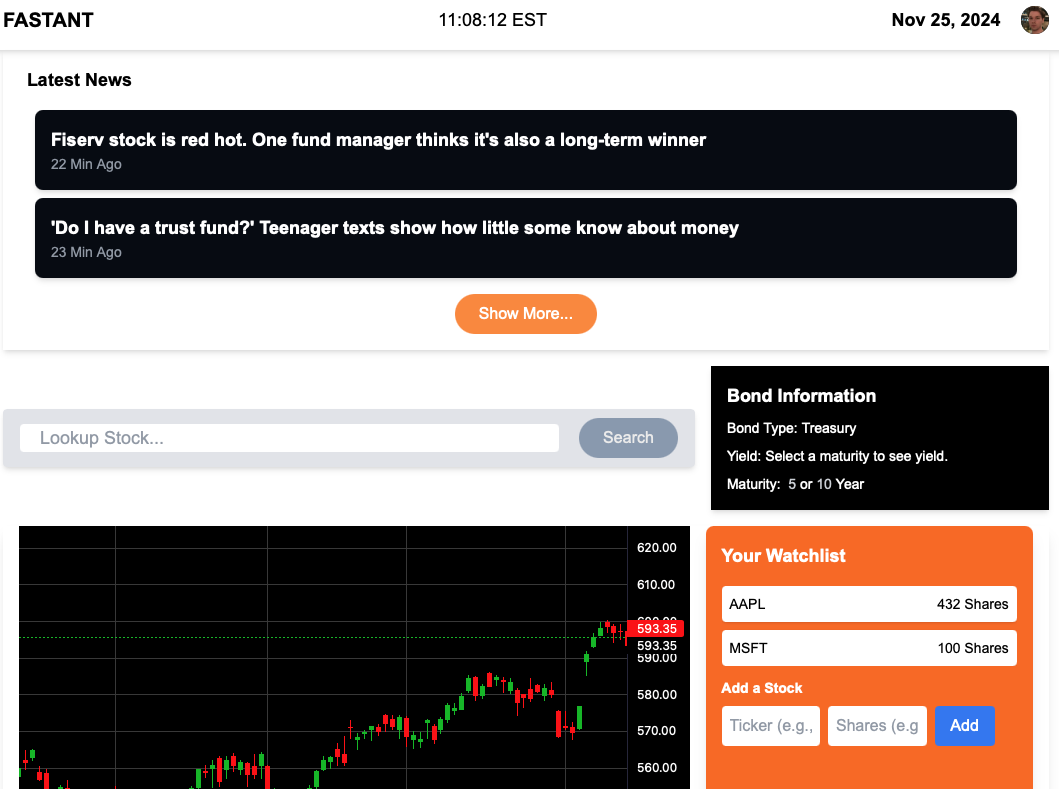 FASTANT
11:08:12 EST
Nov 25, 2024
Latest News
Fiserv stock is red hot. One fund manager thinks it's also a long-term winner
22 Min Ago
'Do I have a trust fund?' Teenager texts show how little some know about money
23 Min Ago
Show More...
Bond Information
Bond Type: Treasury
Yield: Select a maturity to see yield.
Maturity: 5 or 10 Year
Lookup Stock...
Search
620.00
610.00
600.00
593.35
593.35
590.00
580.00
570.00
560.00
Your Watchlist
AAPL 432 Shares
MSFT 100 Shares
Add a Stock
Ticker (e.g., Shares (e.g Add